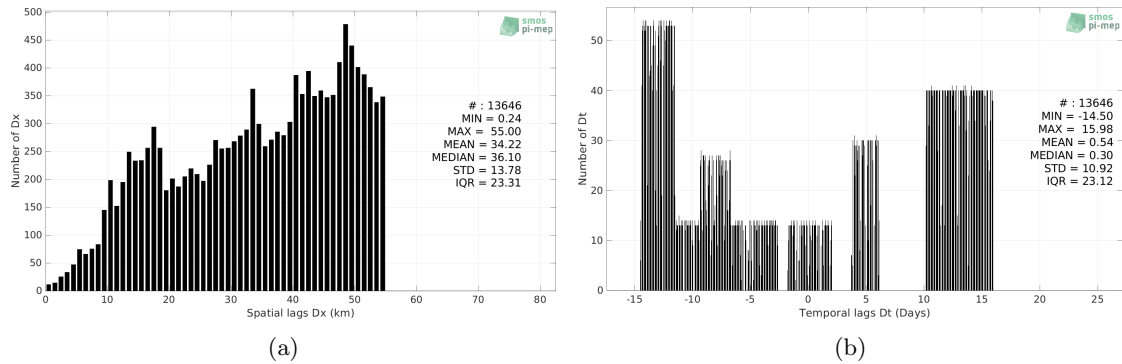 500
450
400
350
300
250
200
150
100
50
0
Number of Dx
0 10 20 30 40 50 60 70 80
Spatial lags Dx (km)
smos
pi-mep
# : 13646
MIN = 0.24
MAX = 55.00
MEAN = 34.22
MEDIAN = 36.10
STD = 13.78
IQR = 23.31
(a)
50
40
30
20
10
0
Number of Dt
-15 -10 -5 0 5 10 15 20 25
Temporal lags Dt (Days)
smos
pi-mep
# : 13646
MIN = -14.50
MAX = 15.98
MEAN = 0.54
MEDIAN = 0.30
STD = 10.92
IQR = 23.12
(b)